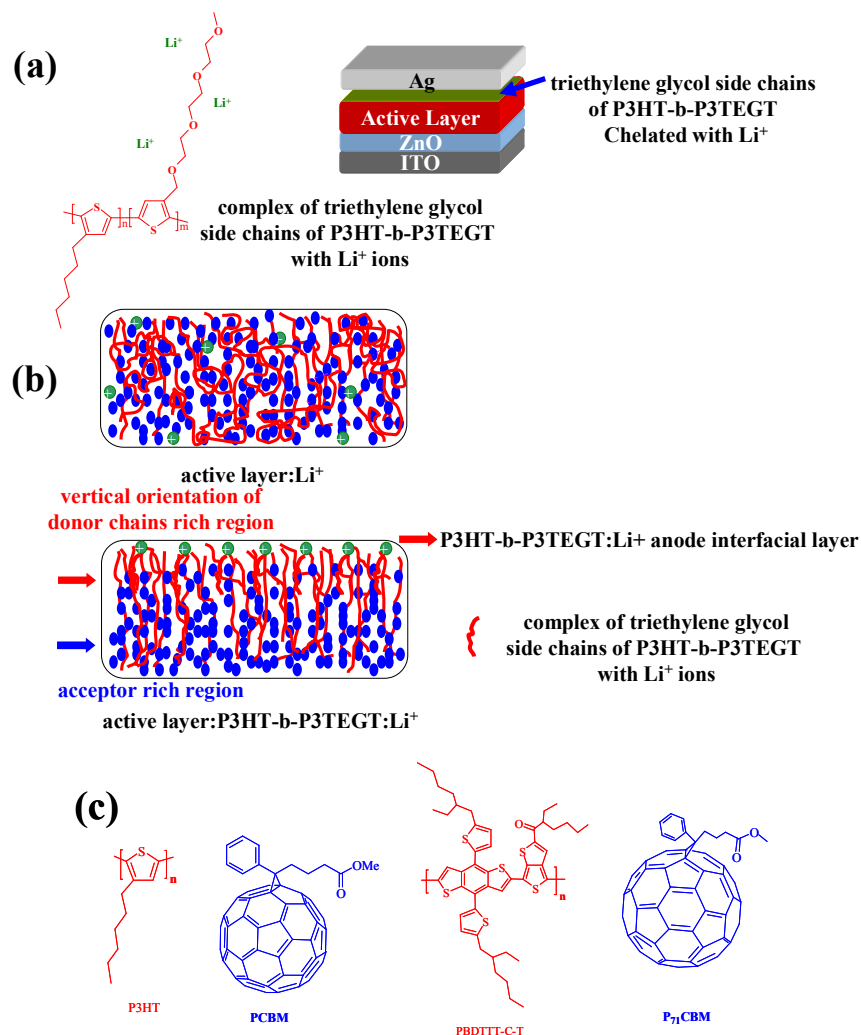 (a)
Li⁺
Li⁺
Li⁺
O
O
O
O
S
n
S
m
complex of triethylene glycol
side chains of P3HT-b-P3TEGT
with Li⁺ ions
Ag
Active Layer
ZnO
ITO
triethylene glycol side chains
of P3HT-b-P3TEGT
Chelated with Li⁺
(b)
active layer:Li⁺
vertical orientation of
donor chains rich region
acceptor rich region
active layer:P3HT-b-P3TEGT:Li⁺
P3HT-b-P3TEGT:Li+ anode interfacial layer
complex of triethylene glycol
side chains of P3HT-b-P3TEGT
with Li⁺ ions
(c)
S
n
P3HT
OMe
O
PCBM
O
S
S
S
S
S
S
n
PBDTTT-C-T
O
O
P₇₁CBM